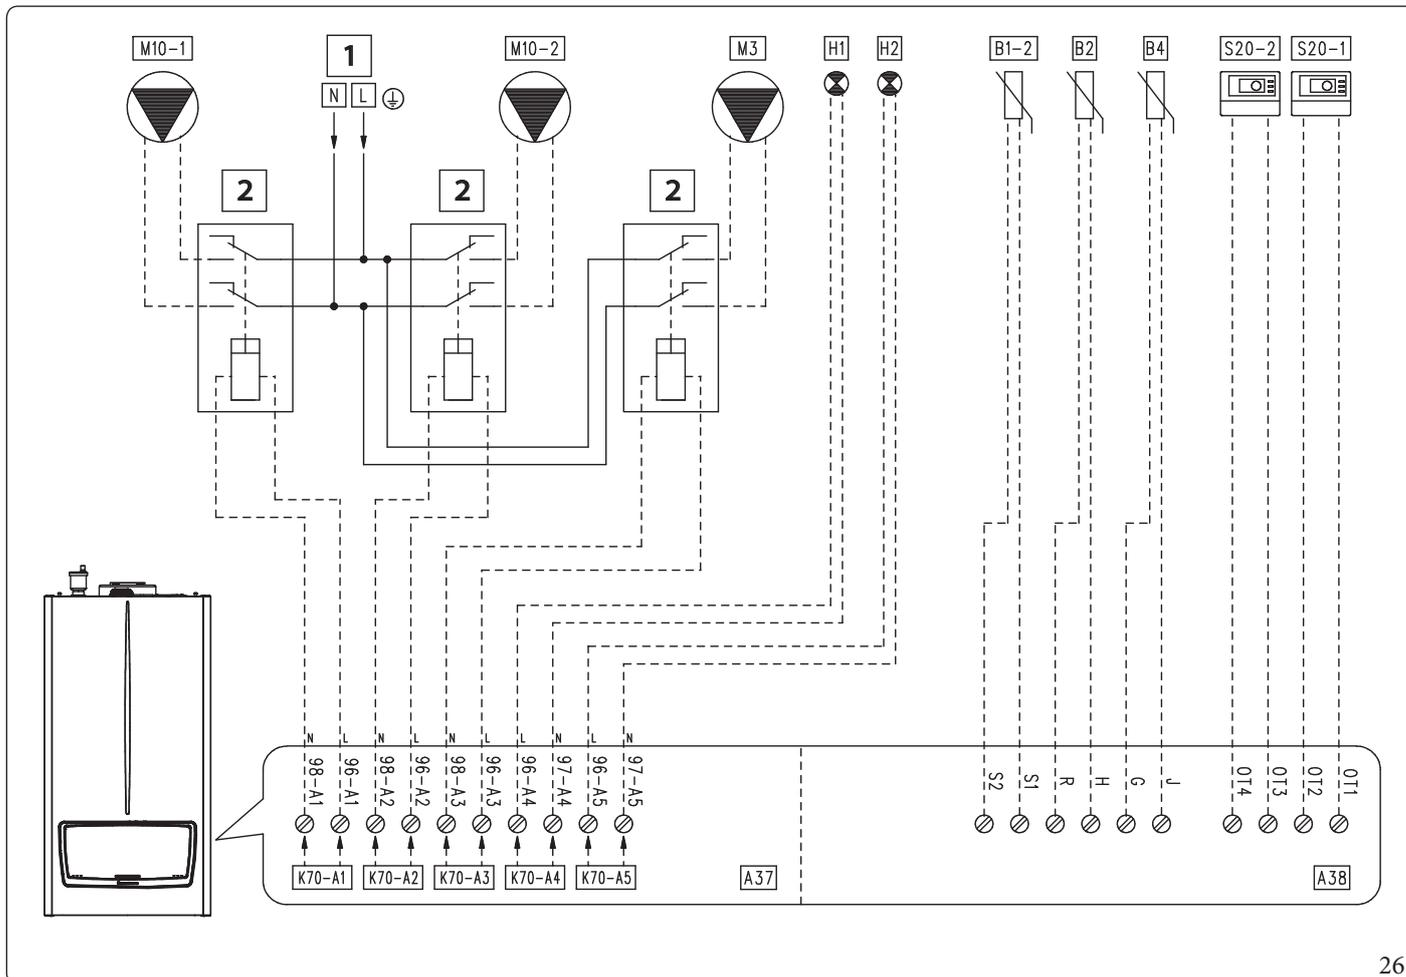 M10-1 1 M10-2 M3 H1 H2 B1-2 B2 B4 S20-2 S20-1
N L
2 2 2
N L N L N L L N L N
98-A1 96-A1 98-A2 96-A2 98-A3 96-A3 96-A4 97-A4 96-A5 97-A5 S2 S1 R H G J OT4 OT3 OT2 OT1
K70-A1 K70-A2 K70-A3 K70-A4 K70-A5 A37 A38
26